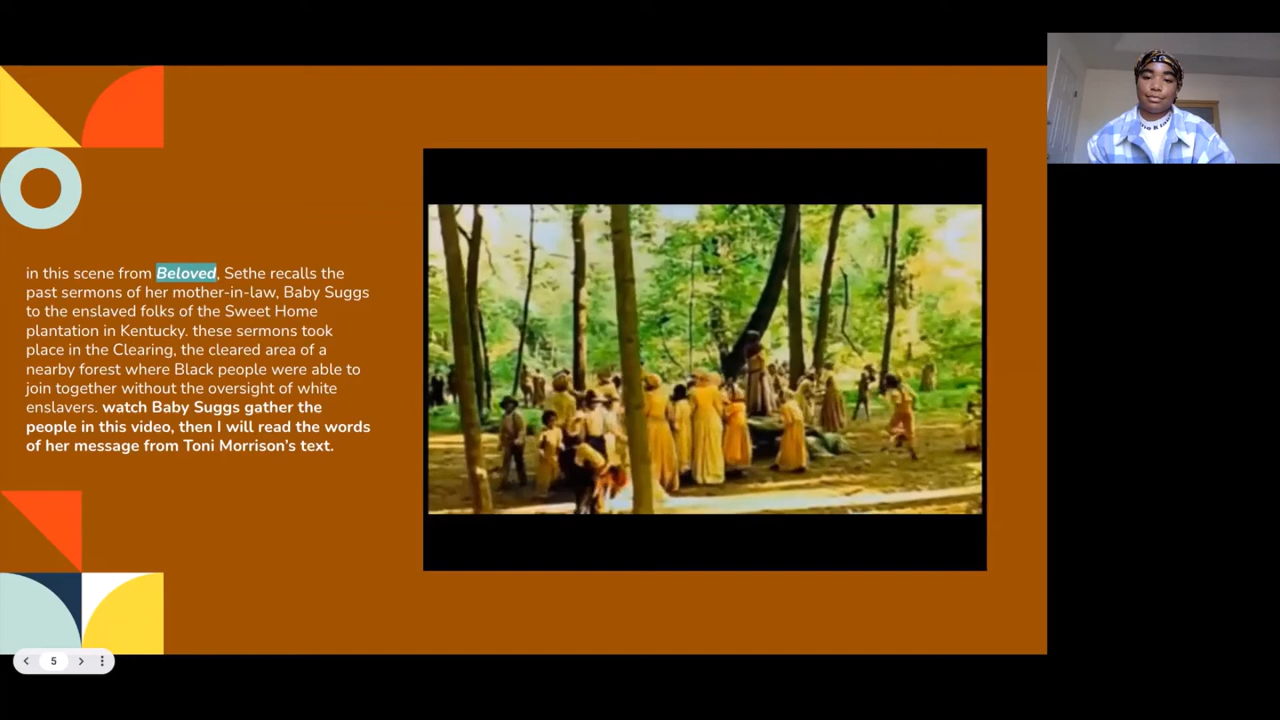 in this scene from Beloved, Sethe recalls the
past sermons of her mother-in-law, Baby Suggs
to the enslaved folks of the Sweet Home
plantation in Kentucky. these sermons took
place in the Clearing, the cleared area of a
nearby forest where Black people were able to
join together without the oversight of white
enslavers. watch Baby Suggs gather the
people in this video, then I will read the words
of her message from Toni Morrison’s text.
5